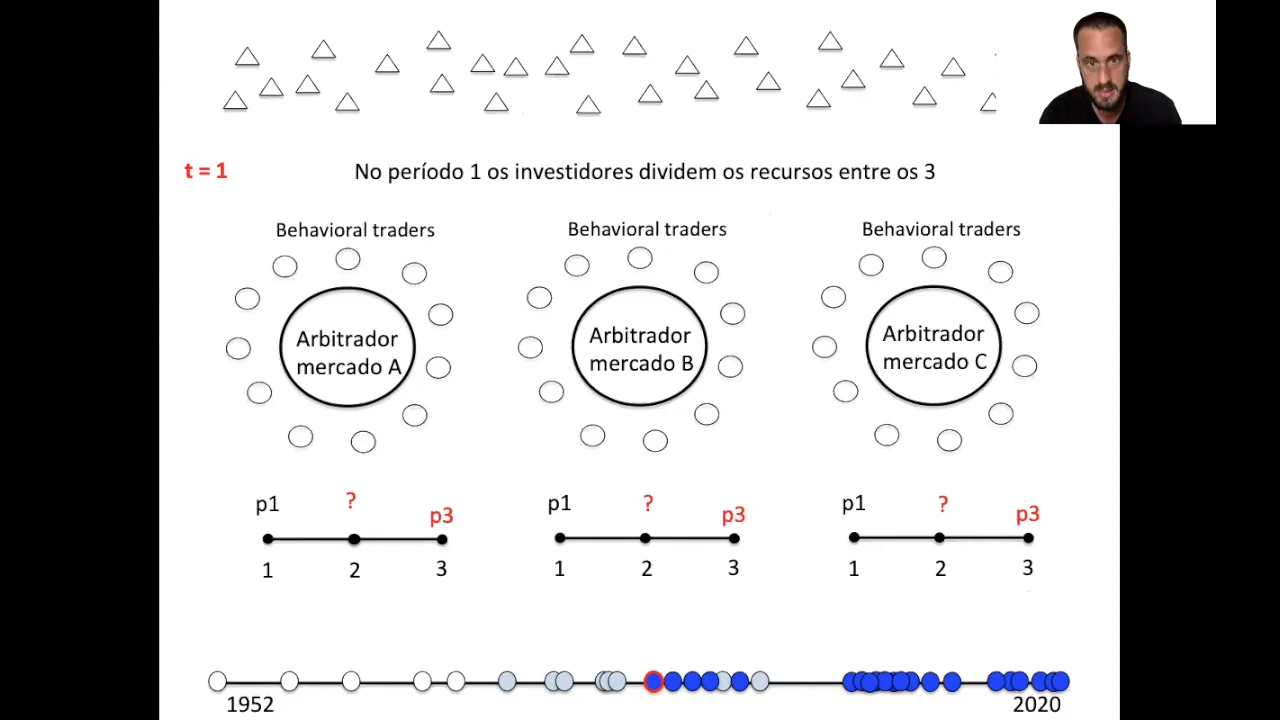 t = 1
No período 1 os investidores dividem os recursos entre os 3
Behavioral traders
Behavioral traders
Behavioral traders
Arbitrador
mercado A
Arbitrador
mercado B
Arbitrador
mercado C
p1 ? p3
p1 ? p3
p1 ? p3
1 2 3
1 2 3
1 2 3
1952
2020